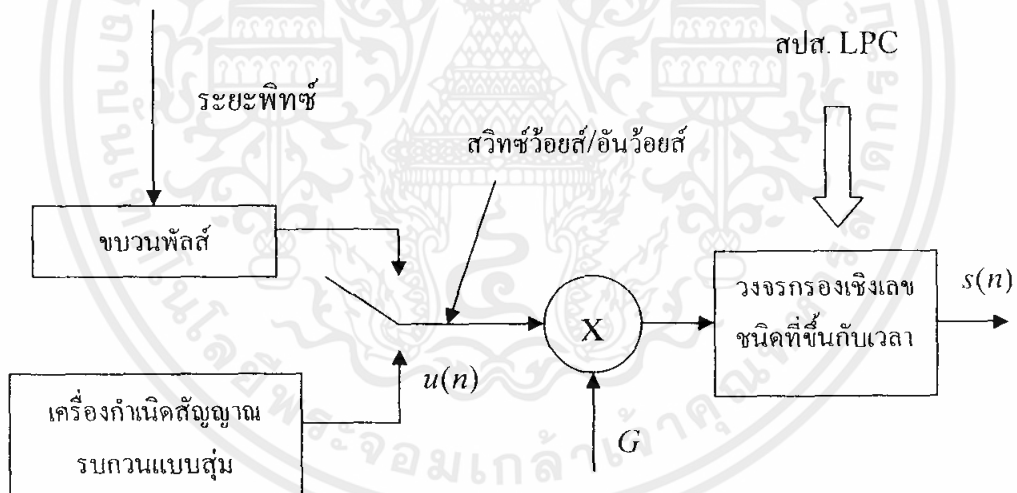 สปส. LPC
ระยะพิทซ์
สวิทซ์ว้อยส์/อันว้อยส์
ขบวนพัลส์
วงจรกรองเชิงเลข
ชนิดที่ขึ้นกับเวลา
s(n)
X
u(n)
เครื่องกำเนิดสัญญาณ
รบกวนแบบสุ่ม
G